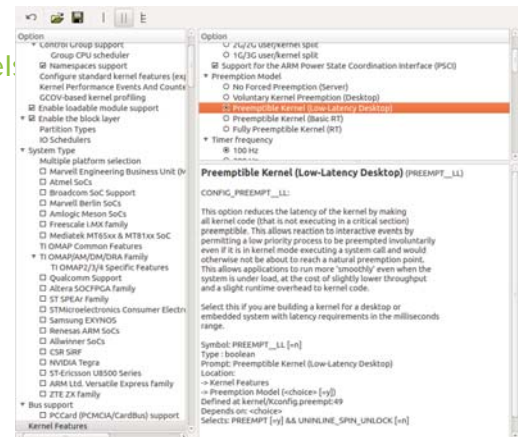 els
Option
Control Group support
Group CPU scheduler
Namespaces support
Configure standard kernel features (exp
Kernel Performance Events And Counte
GCOV-based kernel profiling
Enable loadable module support
Enable the block layer
Partition Types
IO Schedulers
System Type
Multiple platform selection
Marvell Engineering Business Unit (M
Atmel SoCs
Broadcom SoC Support
Marvell Berlin SoCs
Amlogic Meson SoCs
Freescale i.MX family
Mediatek MT65xx & MT81xx SoC
TI OMAP Common Features
TI OMAP/AM/DM/DRA Family
TI OMAP2/3/4 Specific Features
Qualcomm Support
Altera SOCFPGA family
ST SPEAr Family
STMicroelectronics Consumer Electro
Samsung EXYNOS
Renesas ARM SoCs
Allwinner SoCs
CSR SiRF
NVIDIA Tegra
ST-Ericsson U8500 Series
ARM Ltd. Versatile Express family
ZTE ZX family
Bus support
PCCard (PCMCIA/CardBus) support
Kernel Features
Option
2G/2G user/kernel split
1G/3G user/kernel split
Support for the ARM Power State Coordination Interface (PSCI)
Preemption Model
No Forced Preemption (Server)
Voluntary Kernel Preemption (Desktop)
Preemptible Kernel (Low-Latency Desktop)
Preemptible Kernel (Basic RT)
Fully Preemptible Kernel (RT)
Timer frequency
100 Hz
Preemptible Kernel (Low-Latency Desktop) (PREEMPT__LL)
CONFIG_PREEMPT__LL:
This option reduces the latency of the kernel by making
all kernel code (that is not executing in a critical section)
preemptible. This allows reaction to interactive events by
permitting a low priority process to be preempted involuntarily
even if it is in kernel mode executing a system call and would
otherwise not be about to reach a natural preemption point.
This allows applications to run more 'smoothly' even when the
system is under load, at the cost of slightly lower throughput
and a slight runtime overhead to kernel code.
Select this if you are building a kernel for a desktop or
embedded system with latency requirements in the milliseconds
range.
Symbol: PREEMPT__LL [=n]
Type : boolean
Prompt: Preemptible Kernel (Low-Latency Desktop)
Location:
-> Kernel Features
-> Preemption Model (<choice> [=y])
Defined at kernel/Kconfig.preempt:49
Depends on: <choice>
Selects: PREEMPT [=y] && UNINLINE_SPIN_UNLOCK [=n]